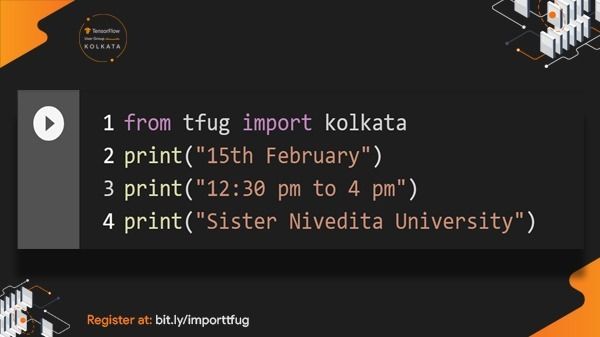 TensorFlow
User Group
KOLKATA
1 from tfug import kolkata
2 print("15th February")
3 print("12:30 pm to 4 pm")
4 print("Sister Nivedita University")
Register at: bit.ly/importtfug